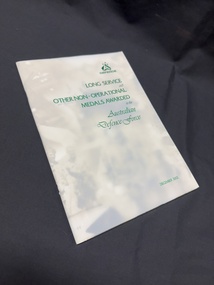 LONG SERVICE
OTHER NON-OPERATIONAL
MEDALS AWARDED
Australian
Defence Force